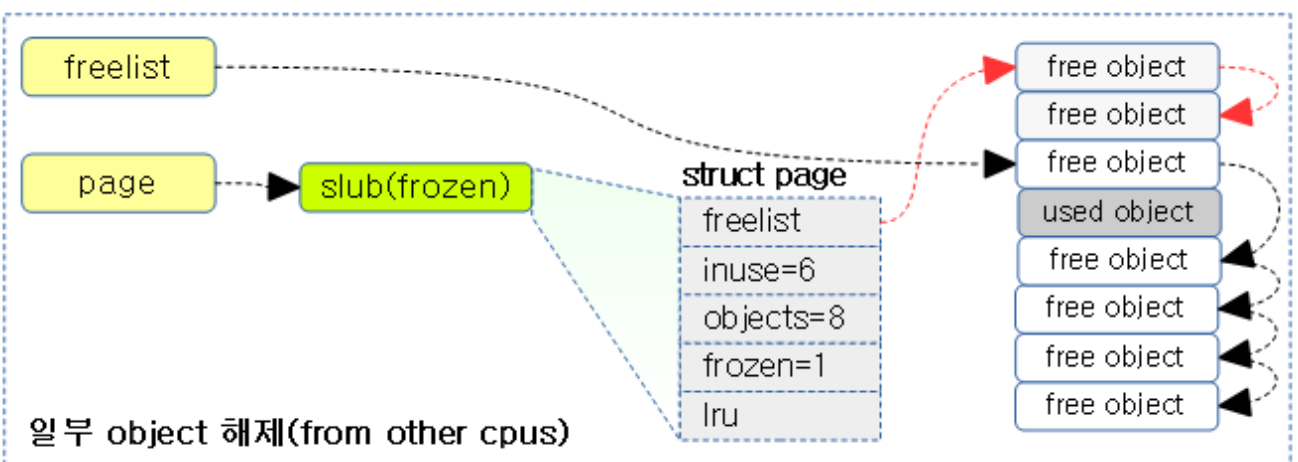 freelist
page
slub(frozen)
struct page
freelist
inuse=6
objects=8
frozen=1
lru
free object
free object
free object
used object
free object
free object
free object
free object
일부 object 해제(from other cpus)